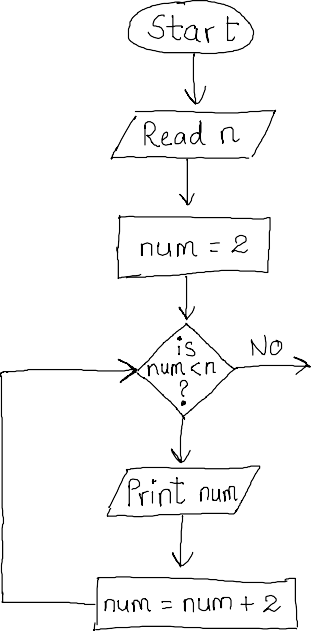 Start
Read n
num = 2
is
num < n
?
NO
Print num
num = num + 2